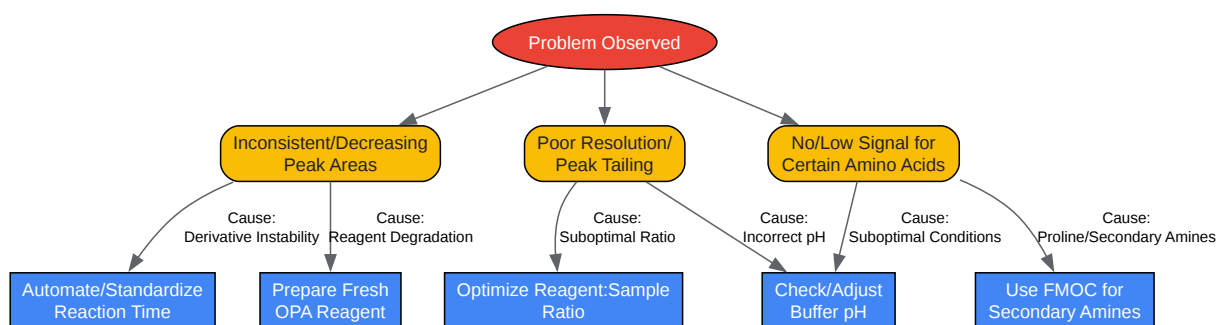 Problem Observed
Inconsistent/Decreasing
Peak Areas
Poor Resolution/
Peak Tailing
No/Low Signal for
Certain Amino Acids
Cause:
Derivative Instability
Cause:
Reagent Degradation
Cause:
Suboptimal Ratio
Cause:
Incorrect pH
Cause:
Suboptimal Conditions
Cause:
Proline/Secondary Amines
Automate/Standardize
Reaction Time
Prepare Fresh
OPA Reagent
Optimize Reagent:Sample
Ratio
Check/Adjust
Buffer pH
Use FMOC for
Secondary Amines